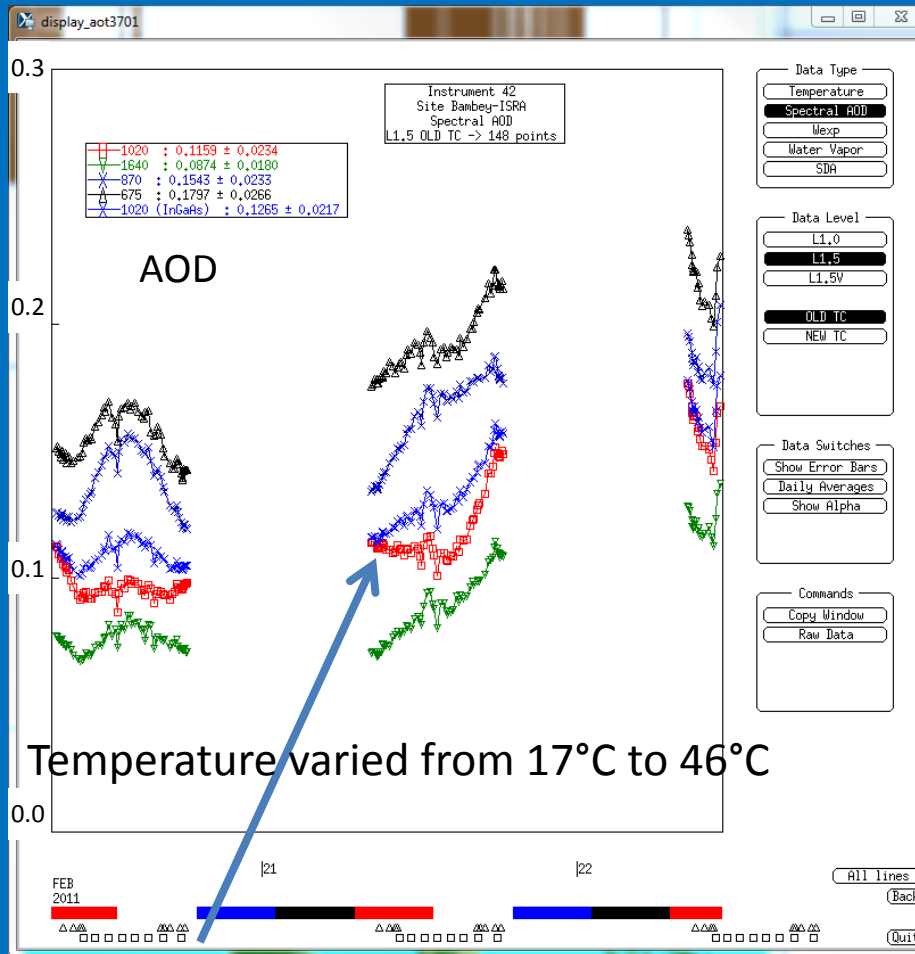 display_aot3701
0.3
0.2
0.1
0.0
Instrument 42
Site Bambey-ISRA
Spectral AOD
L1.5 OLD TC -> 148 points
1020 : 0.1159 ± 0.0234
1640 : 0.0874 ± 0.0180
870 : 0.1543 ± 0.0233
675 : 0.1797 ± 0.0266
1020 (InGaAs) : 0.1265 ± 0.0217
AOD
Temperature varied from 17°C to 46°C
FEB
2011
|21
|22
Data Type
Temperature
Spectral AOD
Wexp
Water Vapor
SDA
Data Level
L1.0
L1.5
L1.5V
OLD TC
NEW TC
Data Switches
Show Error Bars
Daily Averages
Show Alpha
Commands
Copy Window
Raw Data
All lines
(Back
(Quit